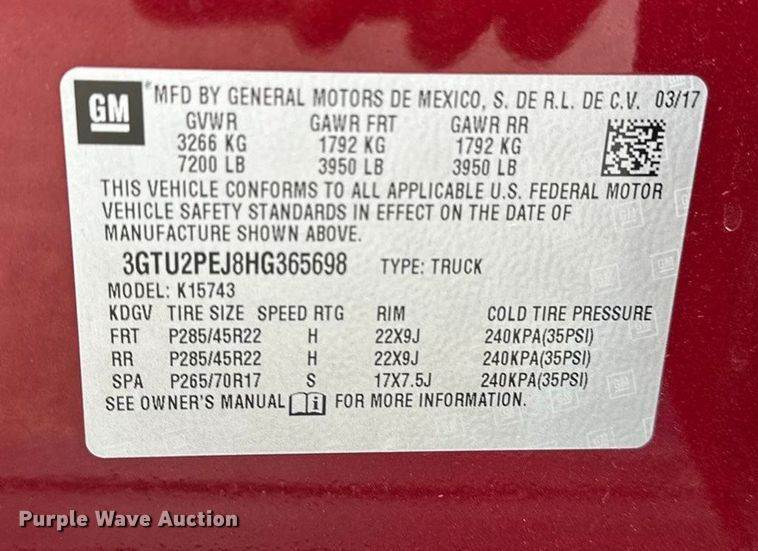 GM
MFD BY GENERAL MOTORS DE MEXICO, S. DE R.L. DE C.V. 03/17
GVWR GAWR FRT GAWR RR
3266 KG 1792 KG 1792 KG
7200 LB 3950 LB 3950 LB
THIS VEHICLE CONFORMS TO ALL APPLICABLE U.S. FEDERAL MOTOR
VEHICLE SAFETY STANDARDS IN EFFECT ON THE DATE OF
MANUFACTURE SHOWN ABOVE.
3GTU2PEJ8HG365698 TYPE: TRUCK
MODEL: K15743
KDGV TIRE SIZE SPEED RTG RIM COLD TIRE PRESSURE
FRT P285/45R22 H 22X9J 240KPA(35PSI)
RR P285/45R22 H 22X9J 240KPA(35PSI)
SPA P265/70R17 S 17X7.5J 240KPA(35PSI)
SEE OWNER'S MANUAL i FOR MORE INFORMATION.
Purple Wave Auction